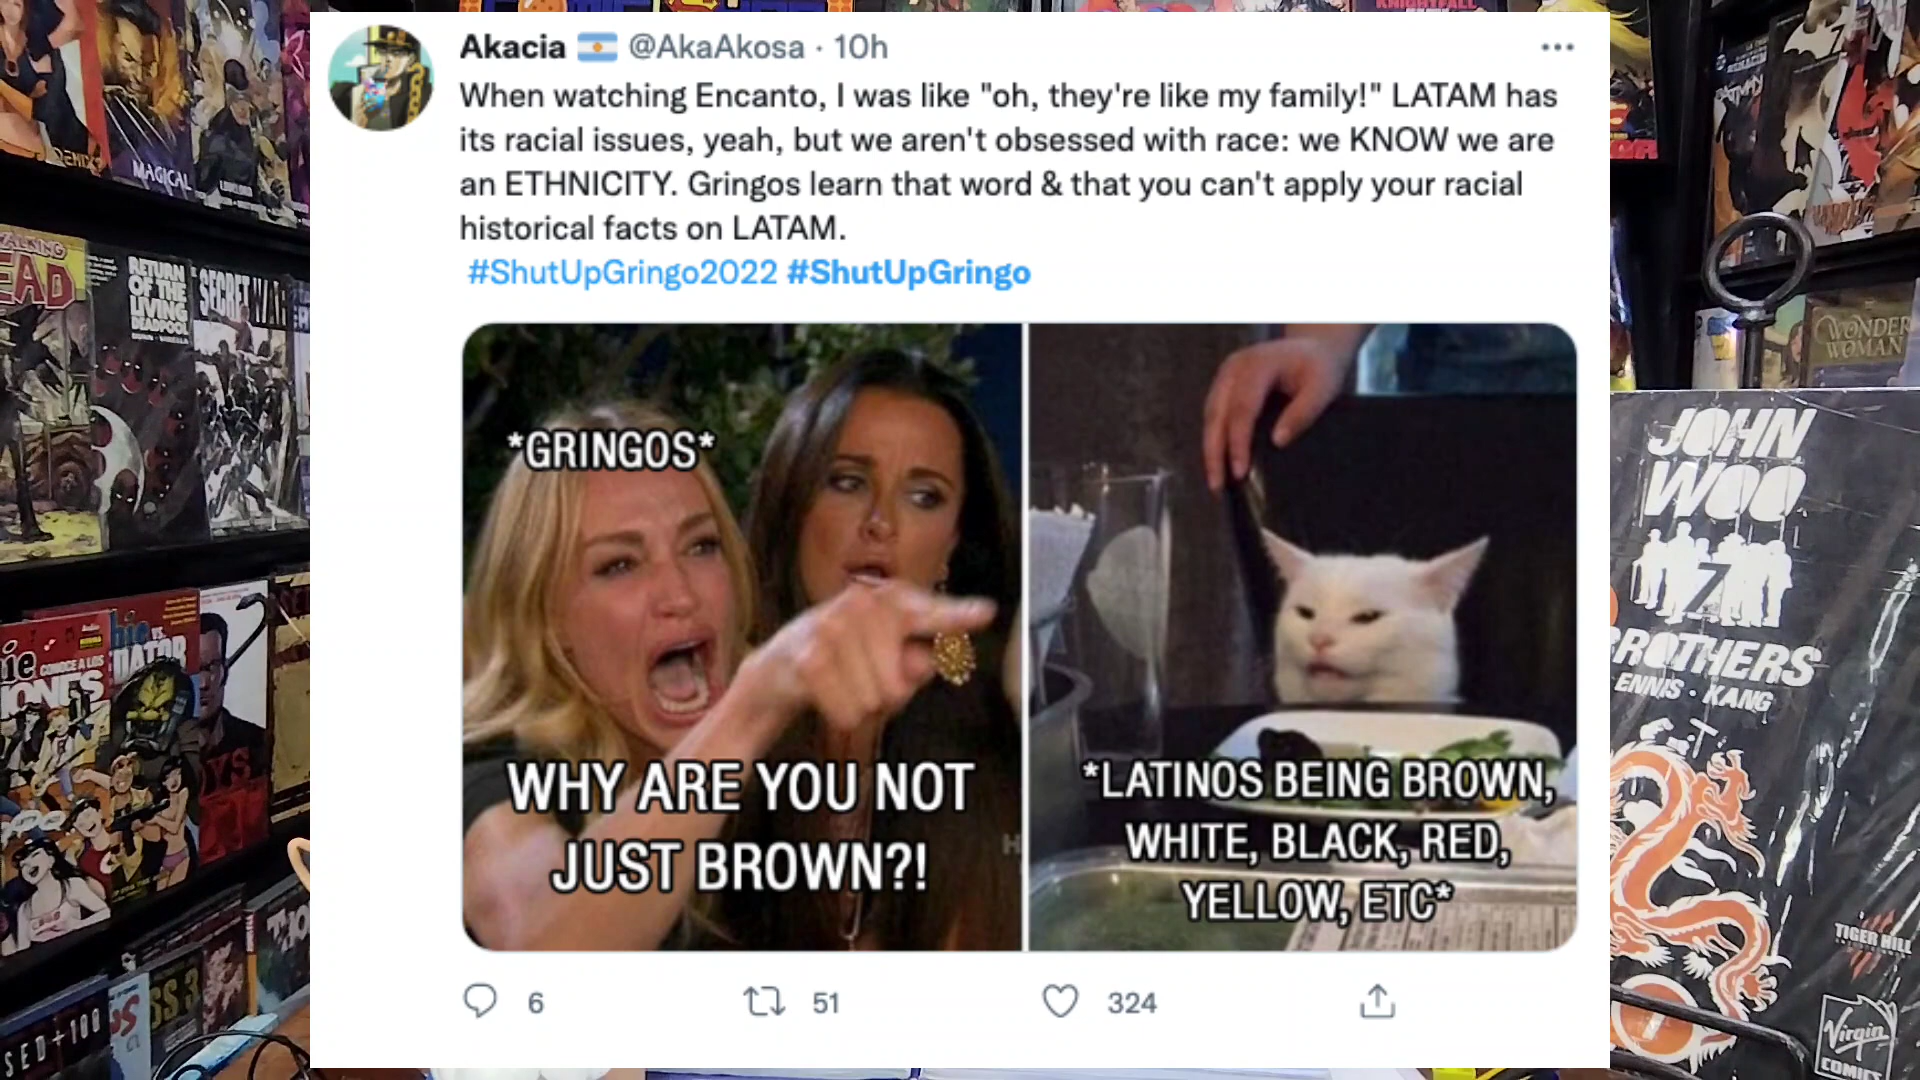 Akacia @AkaAkosa · 10h
When watching Encanto, I was like "oh, they're like my family!" LATAM has
its racial issues, yeah, but we aren't obsessed with race: we KNOW we are
an ETHNICITY. Gringos learn that word & that you can't apply your racial
historical facts on LATAM.
#ShutUpGringo2022 #ShutUpGringo
*GRINGOS*
WHY ARE YOU NOT
JUST BROWN?!
*LATINOS BEING BROWN,
WHITE, BLACK, RED,
YELLOW, ETC*
6 51 324
MAGICAL
RETURN
OF THE
LIVING
DEADPOOL
SECRET
CONOCE A LOS
KNIGHTFALL
WONDER
WOMAN
JOHN
WOO
7
BROTHERS
ENNIS · KANG
TIGER HILL
Virgin
COMICS